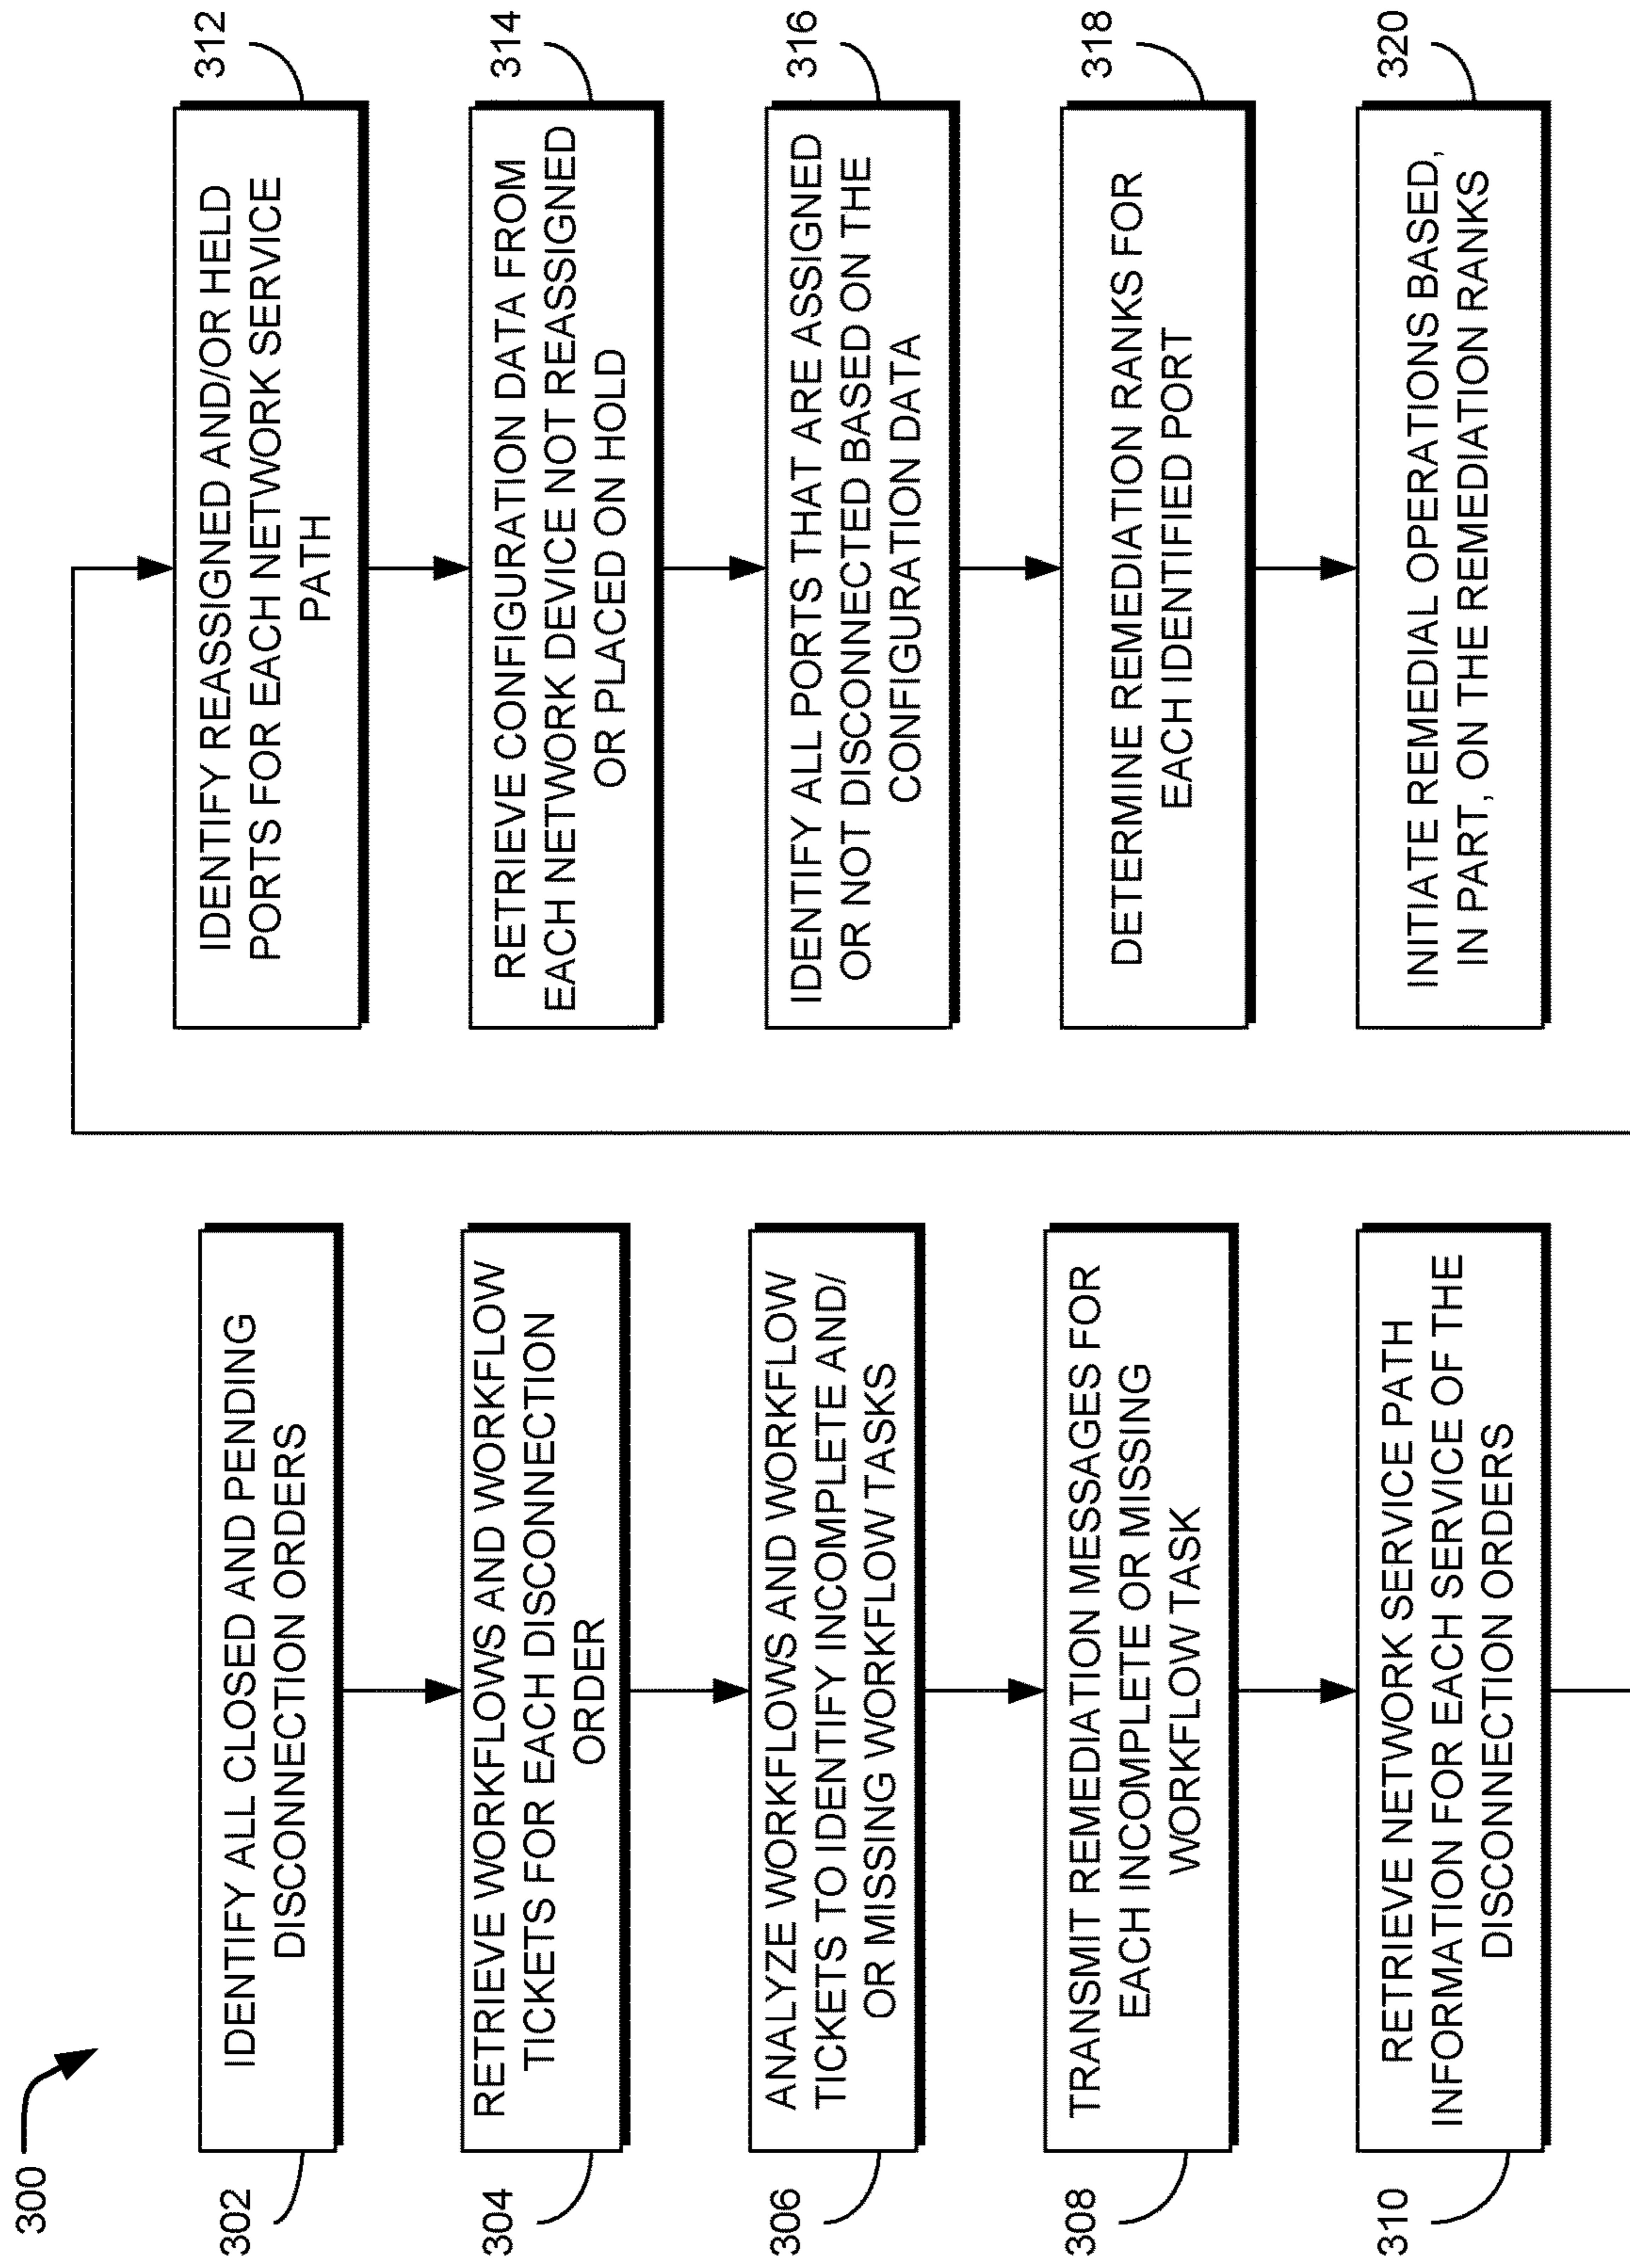 300
302
IDENTIFY ALL CLOSED AND PENDING
DISCONNECTION ORDERS
304
RETRIEVE WORKFLOWS AND WORKFLOW
TICKETS FOR EACH DISCONNECTION
ORDER
306
ANALYZE WORKFLOWS AND WORKFLOW
TICKETS TO IDENTIFY INCOMPLETE AND/
OR MISSING WORKFLOW TASKS
308
TRANSMIT REMEDIATION MESSAGES FOR
EACH INCOMPLETE OR MISSING
WORKFLOW TASK
310
RETRIEVE NETWORK SERVICE PATH
INFORMATION FOR EACH SERVICE OF THE
DISCONNECTION ORDERS
312
IDENTIFY REASSIGNED AND/OR HELD
PORTS FOR EACH NETWORK SERVICE
PATH
314
RETRIEVE CONFIGURATION DATA FROM
EACH NETWORK DEVICE NOT REASSIGNED
OR PLACED ON HOLD
316
IDENTIFY ALL PORTS THAT ARE ASSIGNED
OR NOT DISCONNECTED BASED ON THE
CONFIGURATION DATA
318
DETERMINE REMEDIATION RANKS FOR
EACH IDENTIFIED PORT
320
INITIATE REMEDIAL OPERATIONS BASED,
IN PART, ON THE REMEDIATION RANKS